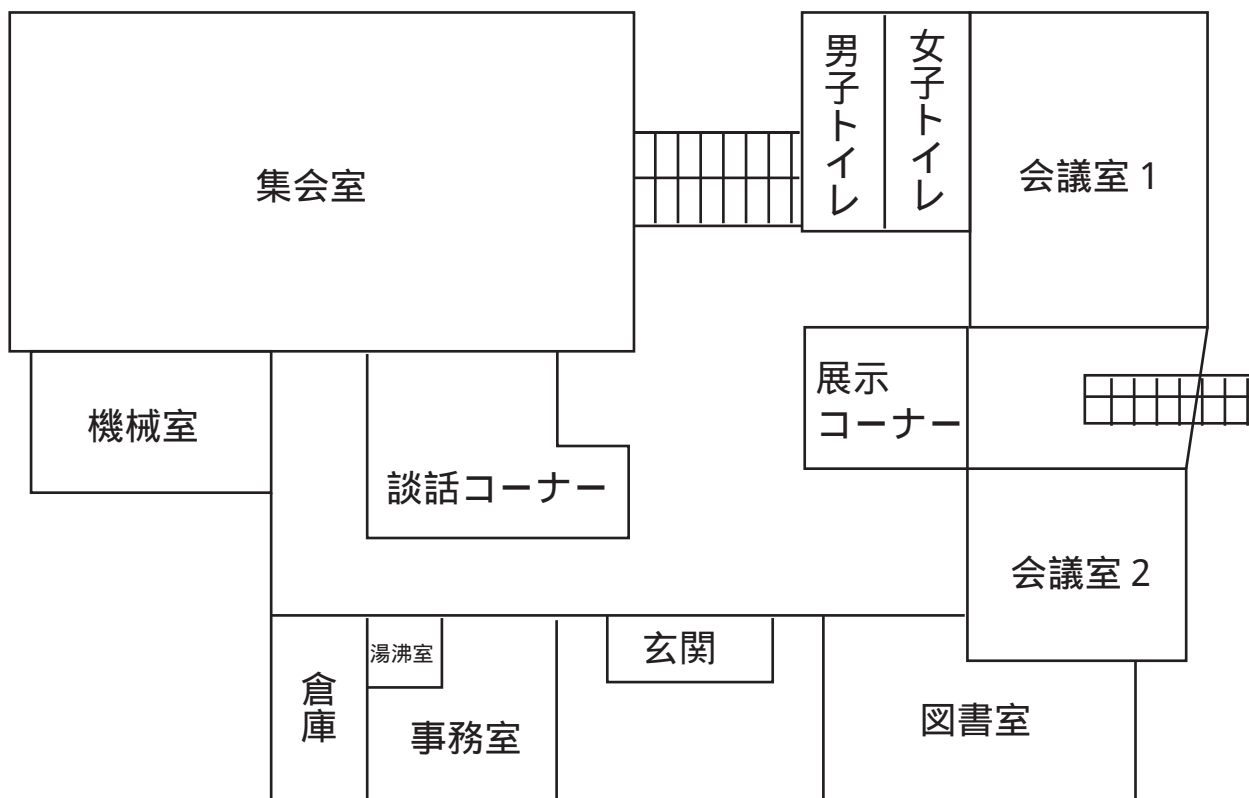 集会室
男子トイレ
女子トイレ
会議室 1
機械室
談話コーナー
展示
コーナー
会議室 2
倉庫
湯沸室
事務室
玄関
図書室